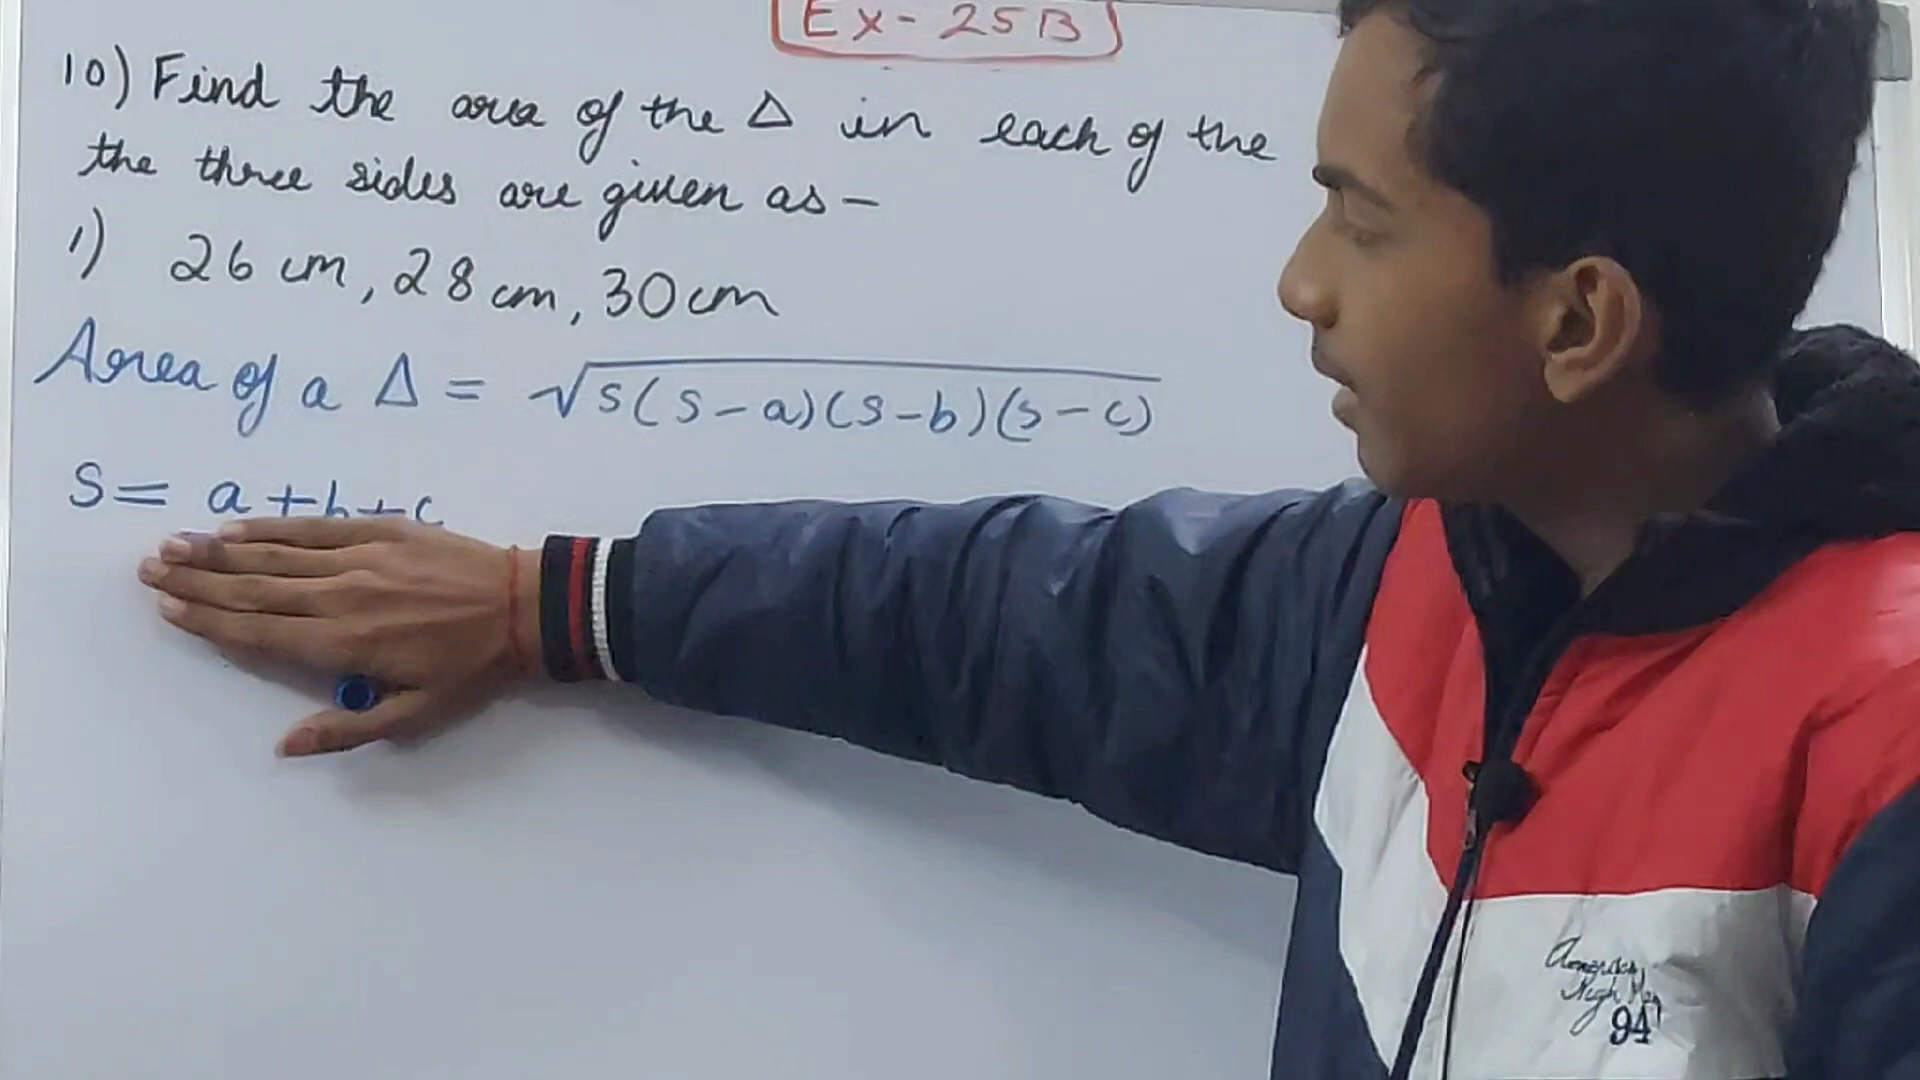 Ex - 25B
10) Find the area of the Δ in each of the
the three sides are given as –
1) 26 cm, 28 cm, 30 cm
Area of a Δ = √s(s-a)(s-b)(s-c)
S = a + b + c
94